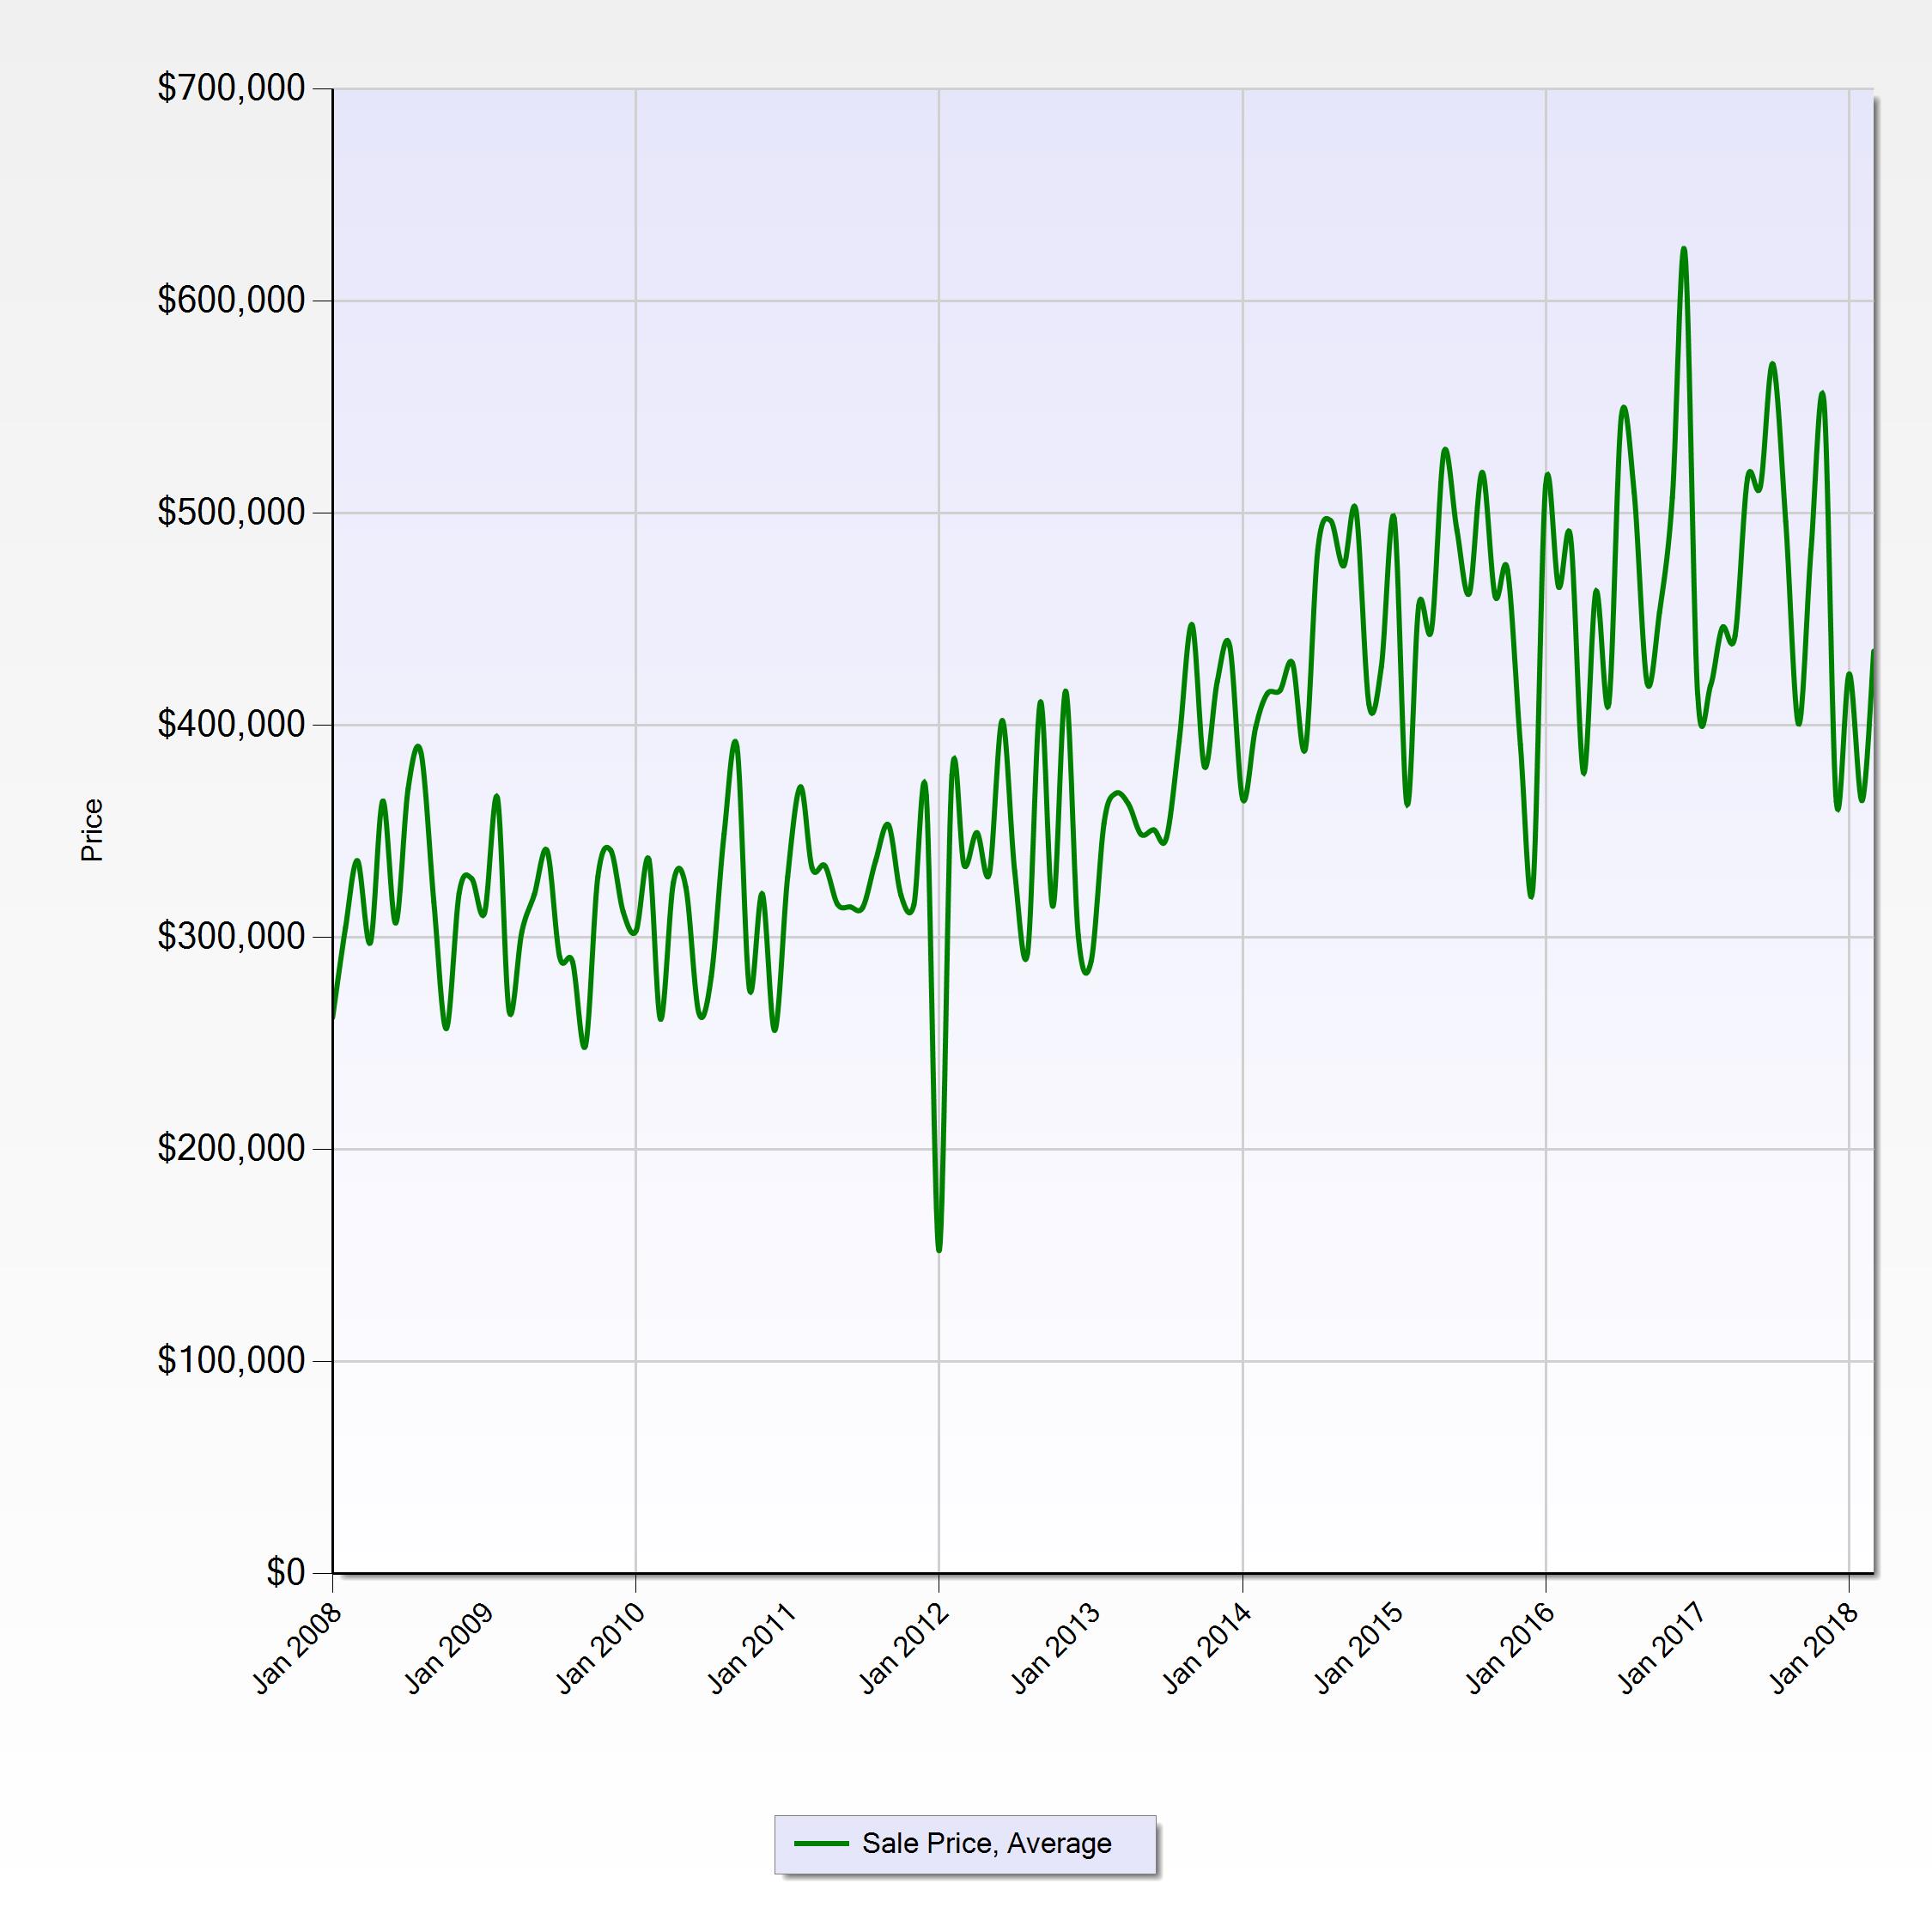 $700,000
$600,000
$500,000
$400,000
$300,000
$200,000
$100,000
$0
Price
Jan 2008
Jan 2009
Jan 2010
Jan 2011
Jan 2012
Jan 2013
Jan 2014
Jan 2015
Jan 2016
Jan 2017
Jan 2018
Sale Price, Average